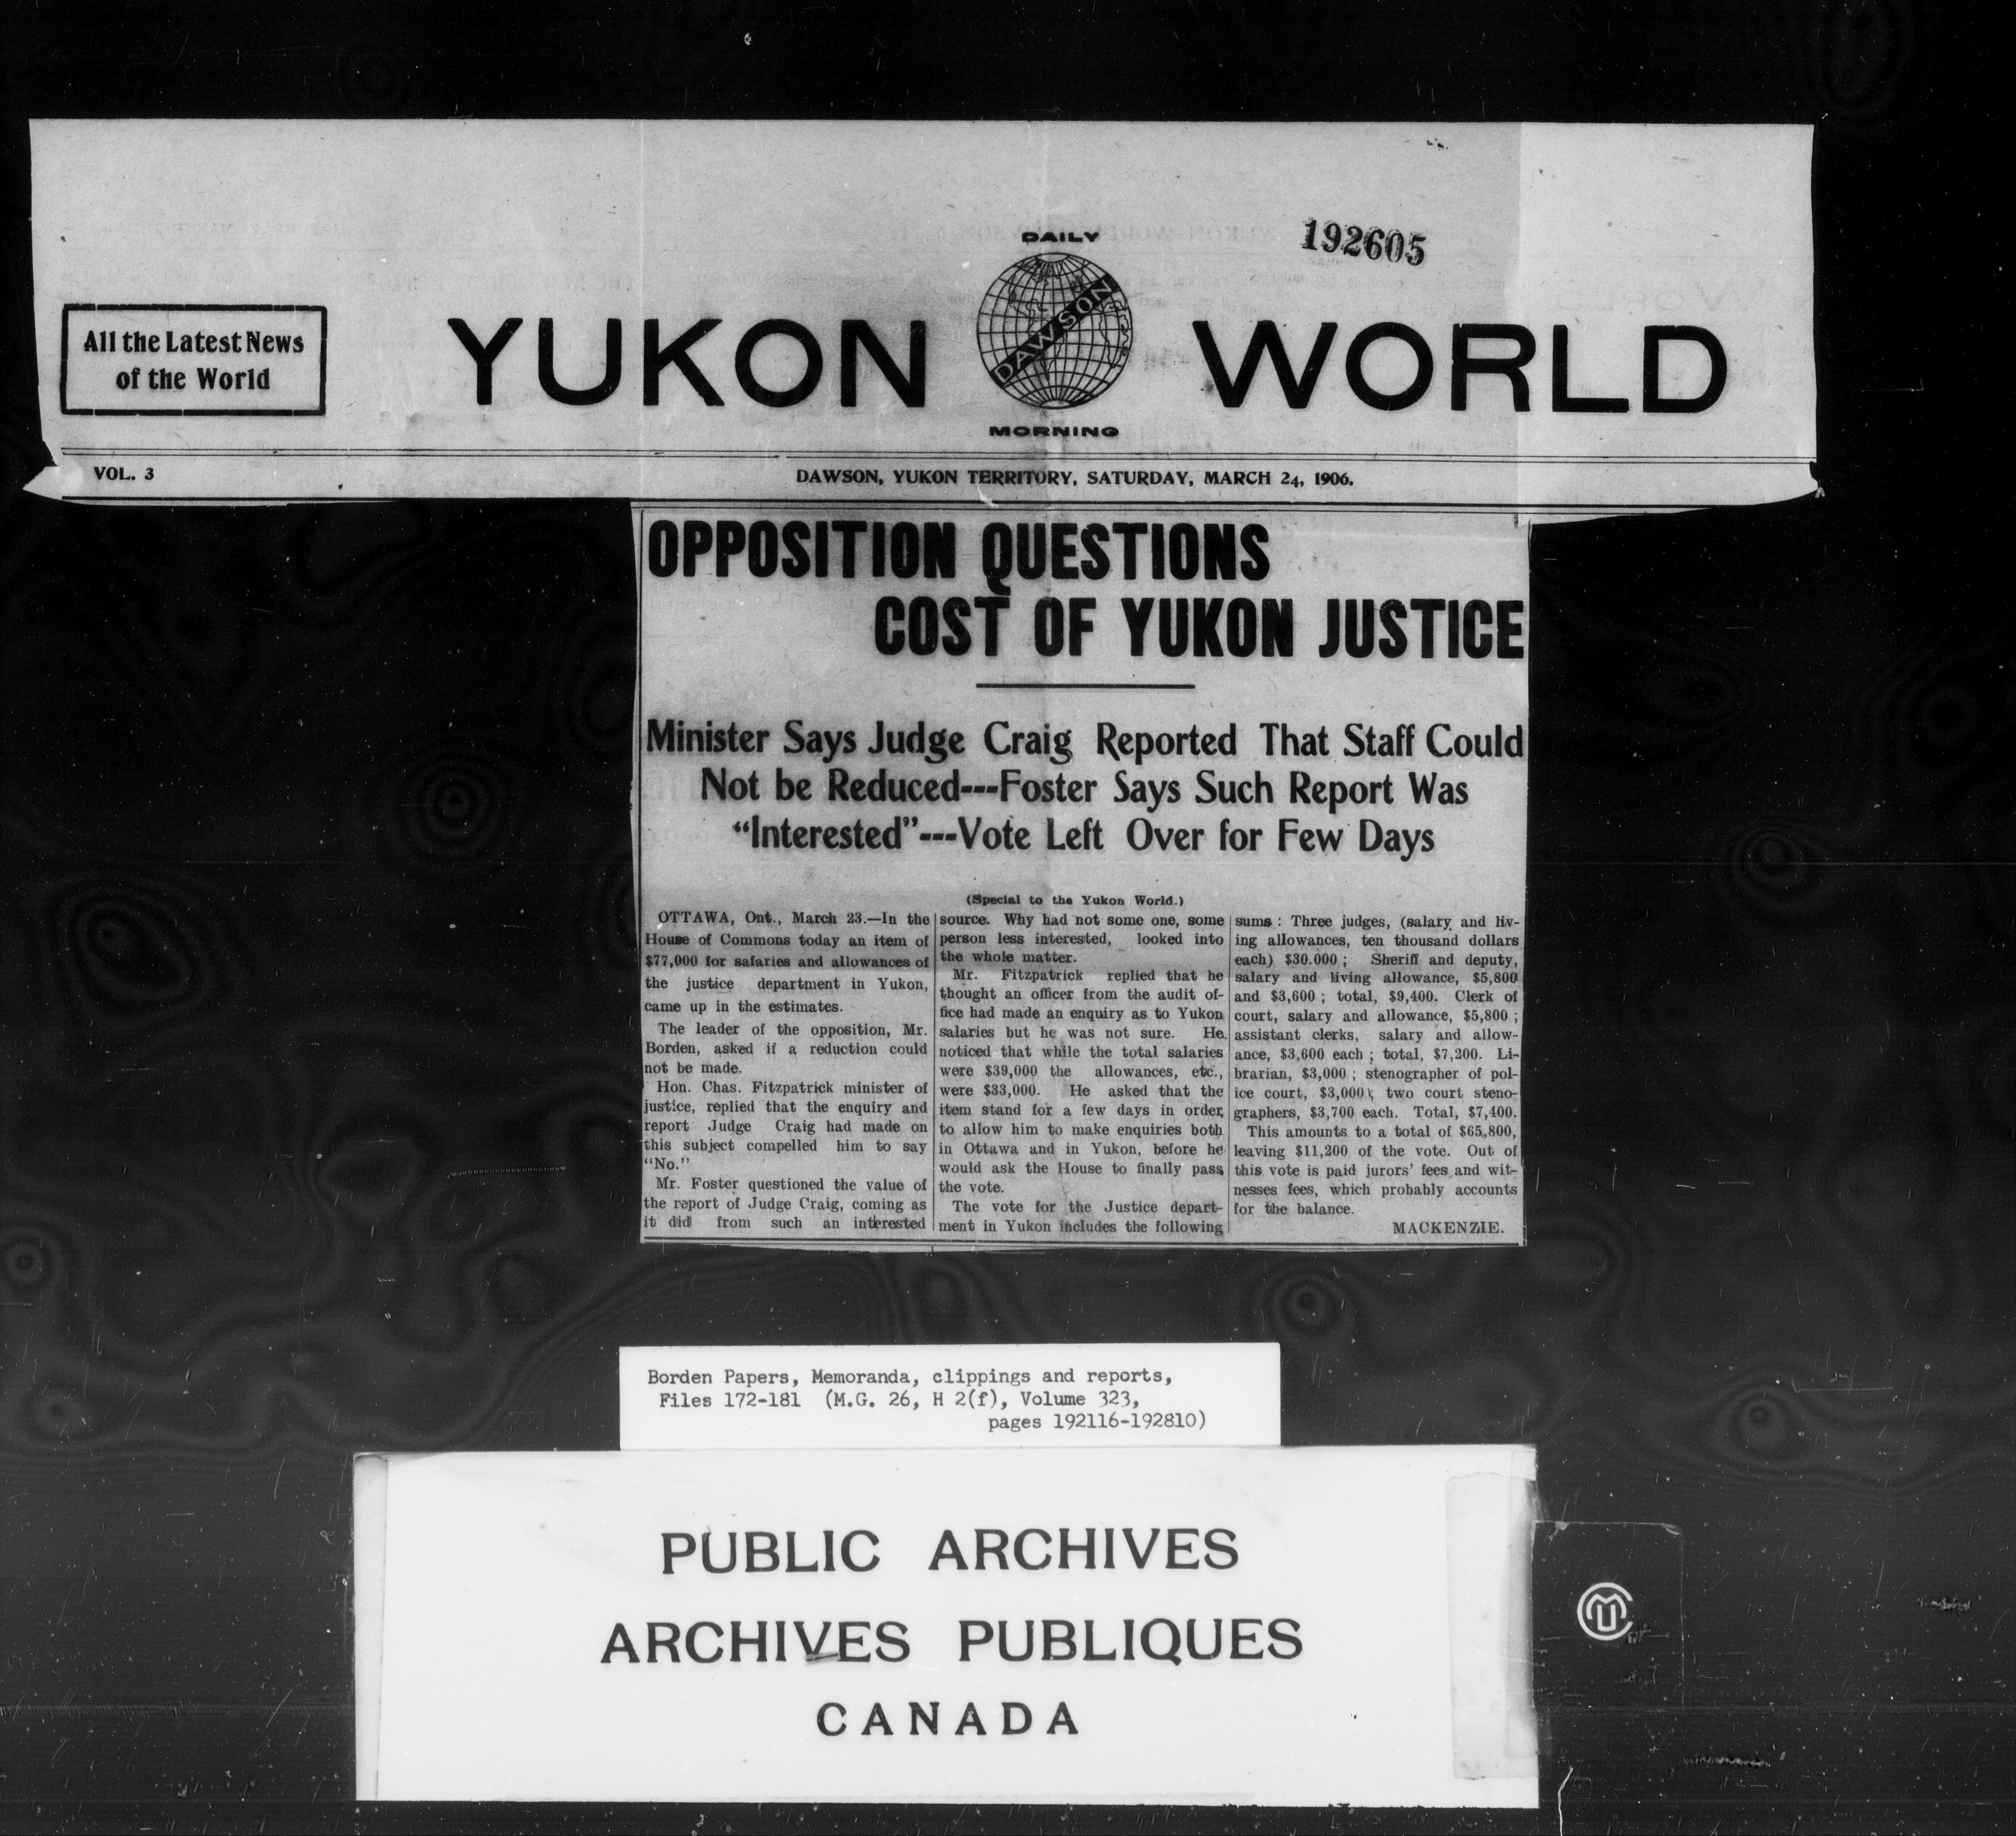 192605
DAILY
All the Latest News
of the World
YUKON DAWSON WORLD
MORNING
VOL. 3 DAWSON, YUKON TERRITORY, SATURDAY, MARCH 24, 1906.
OPPOSITION QUESTIONS
COST OF YUKON JUSTICE
Minister Says Judge Craig Reported That Staff Could
Not be Reduced---Foster Says Such Report Was
“Interested”---Vote Left Over for Few Days
(Special to the Yukon World.)
OTTAWA, Ont., March 23.—In the
House of Commons today an item of
$77,000 for salaries and allowances of
the justice department in Yukon,
came up in the estimates.
The leader of the opposition, Mr.
Borden, asked if a reduction could
not be made.
Hon. Chas. Fitzpatrick minister of
justice, replied that the enquiry and
report Judge Craig had made on
this subject compelled him to say
“No.”
Mr. Foster questioned the value of
the report of Judge Craig, coming as
it did from such an interested
source. Why had not some one, some
person less interested, looked into
the whole matter.
Mr. Fitzpatrick replied that he
thought an officer from the audit of-
fice had made an enquiry as to Yukon
salaries but he was not sure. He
noticed that while the total salaries
were $39,000 the allowances, etc.,
were $33,000. He asked that the
item stand for a few days in order
to allow him to make enquiries both
in Ottawa and in Yukon, before he
would ask the House to finally pass
the vote.
The vote for the Justice depart-
ment in Yukon includes the following
sums : Three judges, (salary and liv-
ing allowances, ten thousand dollars
each) $30.000 ; Sheriff and deputy,
salary and living allowance, $5,800
and $3,600 ; total, $9,400. Clerk of
court, salary and allowance, $5,800 ;
assistant clerks, salary and allow-
ance, $3,600 each ; total, $7,200. Li-
brarian, $3,000 ; stenographer of pol-
ice court, $3,000 ; two court steno-
graphers, $3,700 each. Total, $7,400.
This amounts to a total of $65,800,
leaving $11,200 of the vote. Out of
this vote is paid jurors’ fees and wit-
nesses fees, which probably accounts
for the balance.
MACKENZIE.
Borden Papers, Memoranda, clippings and reports,
Files 172-181 (M.G. 26, H 2(f), Volume 323,
pages 192116-192810)
PUBLIC ARCHIVES
ARCHIVES PUBLIQUES
CANADA